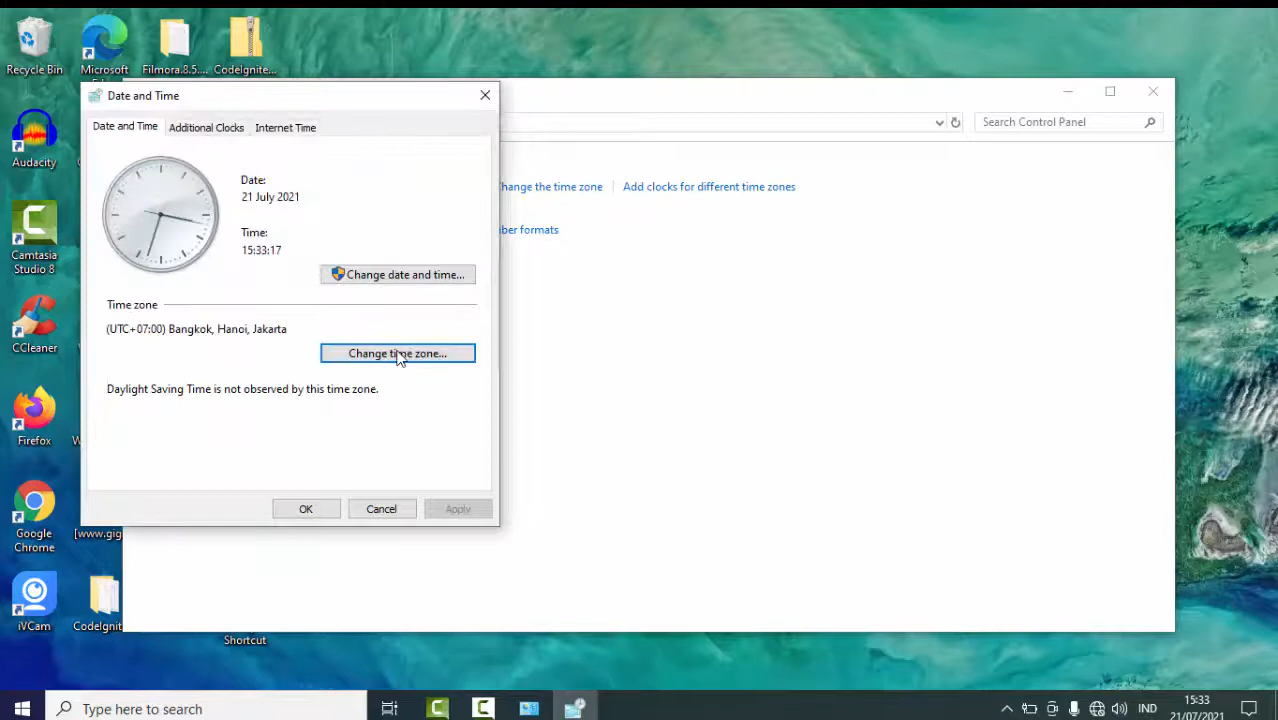 Recycle Bin
Microsoft
Filmora.8.5....
CodeIgnite...
Audacity
Camtasia
Studio 8
CCleaner
Firefox
Google
Chrome
[www.gig
iVCam
CodeIgnit
Shortcut
Date and Time
Date and Time
Additional Clocks
Internet Time
Date:
21 July 2021
Time:
15:33:17
Change date and time...
Time zone
(UTC+07:00) Bangkok, Hanoi, Jakarta
Change time zone...
Daylight Saving Time is not observed by this time zone.
OK
Cancel
Apply
Search Control Panel
hange the time zone
Add clocks for different time zones
ber formats
Type here to search
IND
15:33
21/07/2021